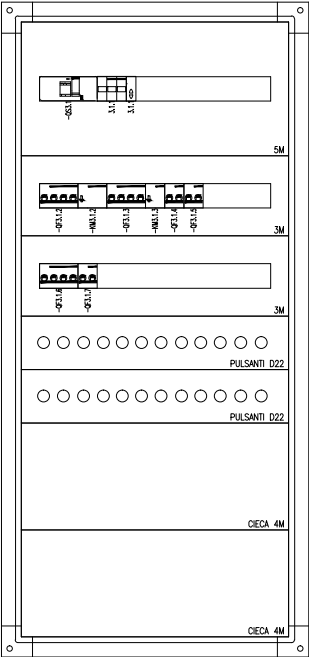 -QS3.1
3.1.
3.1.
5M
-QF3.1.2
-KM3.1.2
-QF3.1.3
-KM3.1.3
-QF3.1.4
-QF3.1.5
3M
-QF3.1.6
-QF3.1.7
3M
PULSANTI D22
PULSANTI D22
CIECA 4M
CIECA 4M